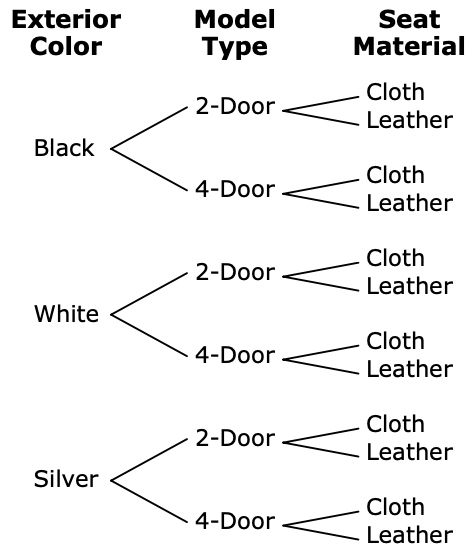 Exterior Color
Model Type
Seat Material
Black
2-Door
Cloth
Leather
4-Door
Cloth
Leather
White
2-Door
Cloth
Leather
4-Door
Cloth
Leather
Silver
2-Door
Cloth
Leather
4-Door
Cloth
Leather